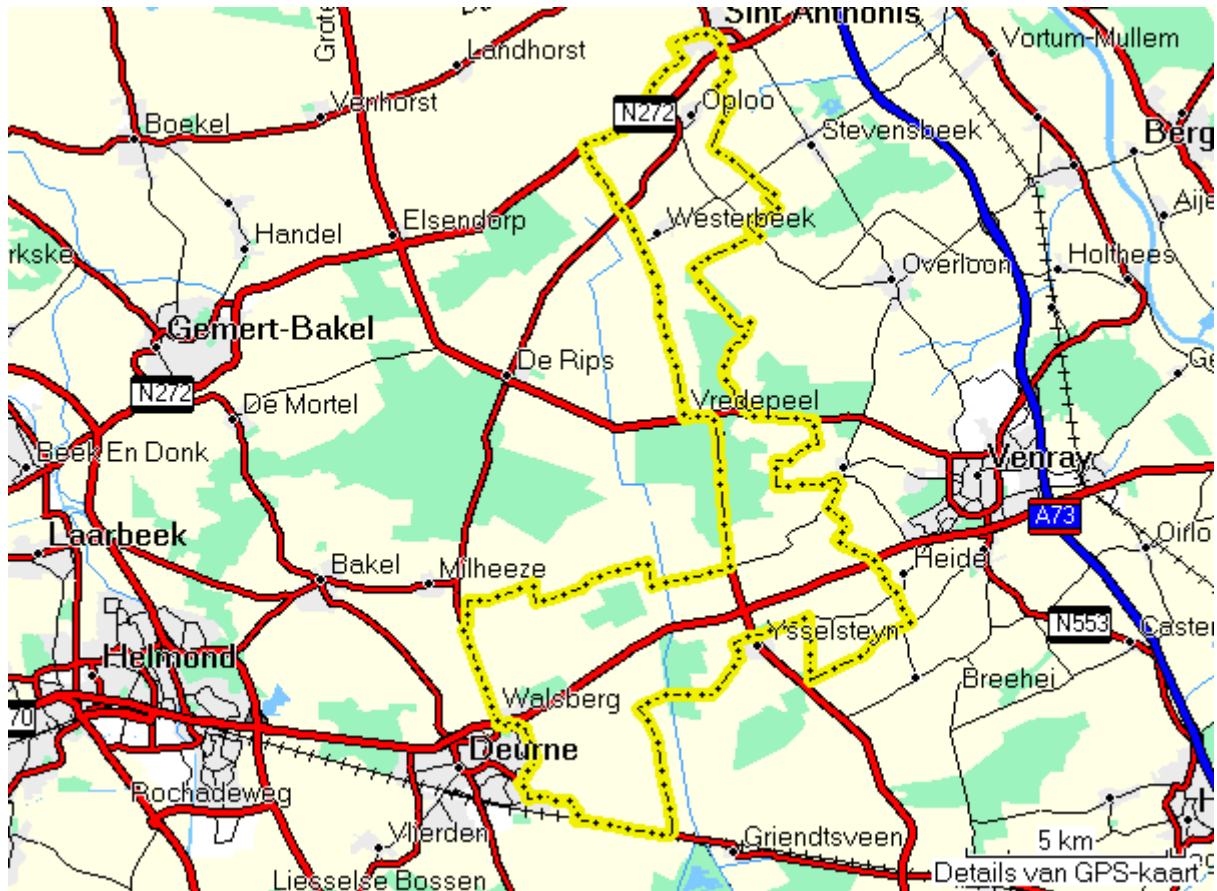 Sint Anthonis
Landhorst
Vortum-Mullem
Venhorst
N272
Oploo
Boekel
Stevensbeek
Berg
Elsendorp
Westerbeek
Handel
rkske
Aije
Overloon
Holthees
Gemert-Bakel
De Rips
N272
De Mortel
Vredepeel
Beek En Donk
Venray
A73
Laarbeek
Bakel
Milheeze
Heide
Oirlo
N553
Helmond
Ysselsteyn
Caster
Walsberg
Breehei
70
Deurne
Rochadeweg
H
Vlierden
Griendtsveen
5 km
Liesselse Bossen
Details van GPS-kaart